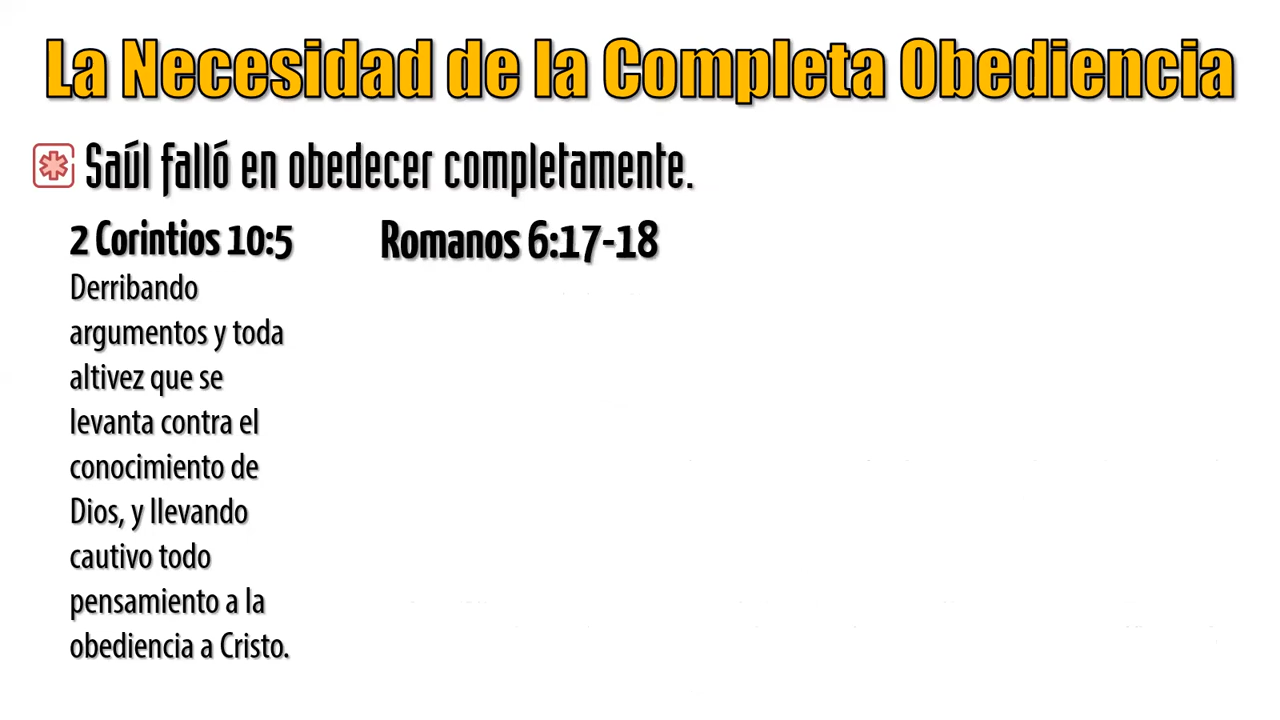 La Necesidad de la Completa Obediencia
Saúl falló en obedecer completamente.
2 Corintios 10:5
Derribando
argumentos y toda
altivez que se
levanta contra el
conocimiento de
Dios, y llevando
cautivo todo
pensamiento a la
obediencia a Cristo.
Romanos 6:17-18